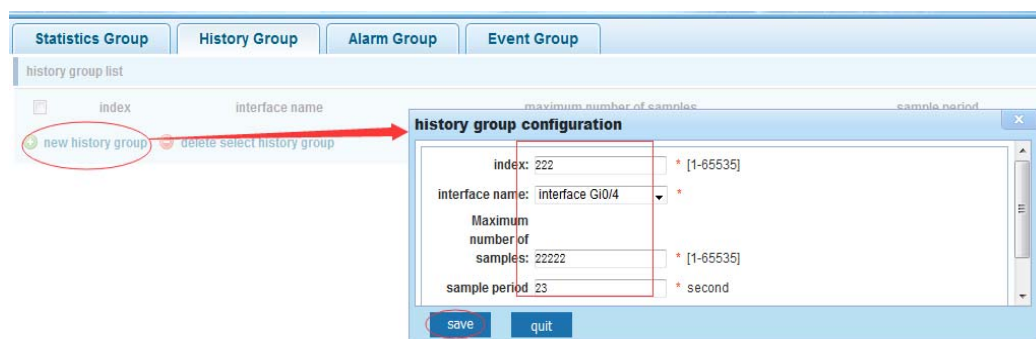 Statistics Group History Group Alarm Group Event Group
history group list
index interface name maximum number of samples sample period
new history group delete select history group
history group configuration
index: 222 * [1-65535]
interface name: interface Gi0/4 *
Maximum
number of
samples: 22222 * [1-65535]
sample period 23 * second
save quit